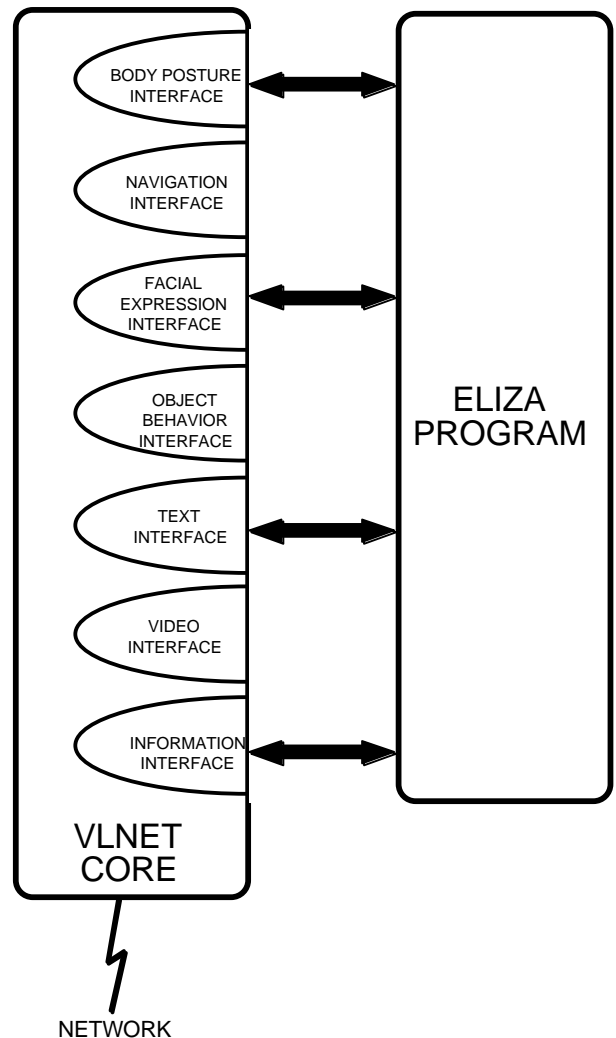 BODY POSTURE
INTERFACE
NAVIGATION
INTERFACE
FACIAL
EXPRESSION
INTERFACE
OBJECT
BEHAVIOR
INTERFACE
TEXT
INTERFACE
VIDEO
INTERFACE
INFORMATION
INTERFACE
VLNET
CORE
ELIZA
PROGRAM
NETWORK